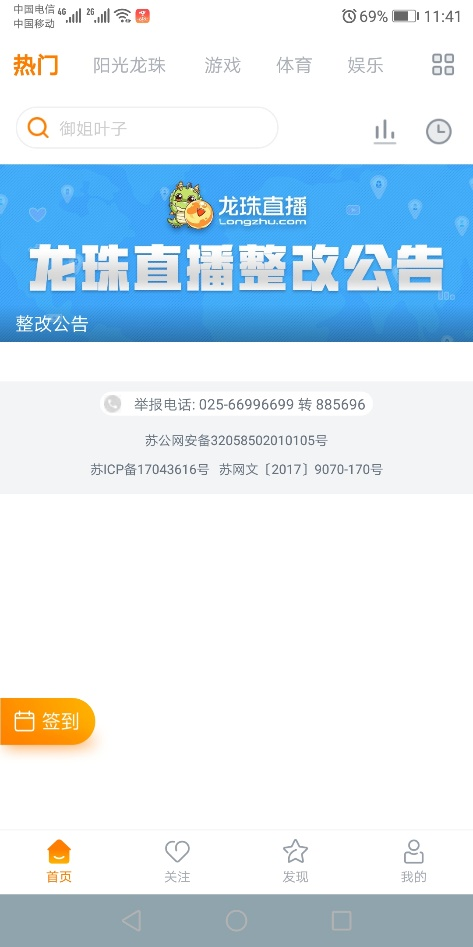 中国电信 4G 2G 69% 11:41
中国移动
热门 阳光龙珠 游戏 体育 娱乐
御姐叶子
龙珠直播
Longzhu.com
龙珠直播整改公告
整改公告
举报电话: 025-66996699 转 885696
苏公网安备32058502010105号
苏ICP备17043616号 苏网文〔2017〕9070-170号
签到
首页 关注 发现 我的